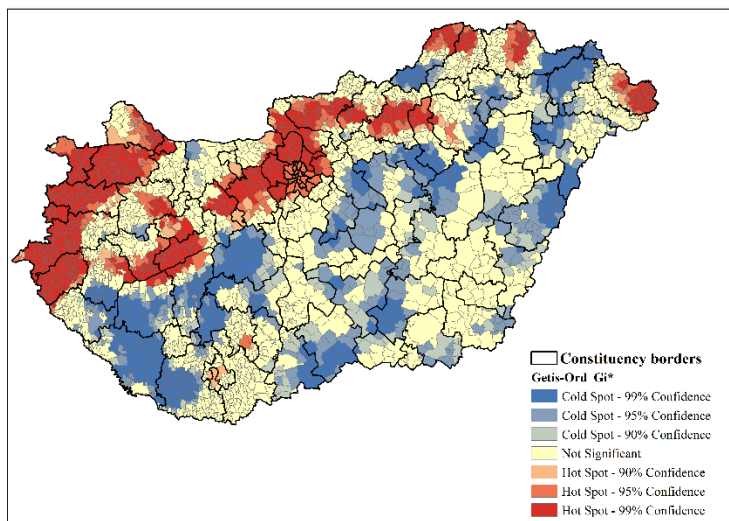 Constituency borders
Getis-Ord Gi*
Cold Spot - 99% Confidence
Cold Spot - 95% Confidence
Cold Spot - 90% Confidence
Not Significant
Hot Spot - 90% Confidence
Hot Spot - 95% Confidence
Hot Spot - 99% Confidence